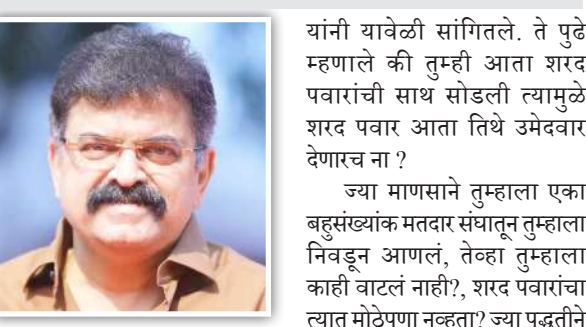 यांनी यावेळी सांगितले. ते पुढे
म्हणाले की तुम्ही आता शरद
पवारांची साथ सोडली त्यामुळे
शरद पवार आता तिथे उमेदवार
देणारच ना ?
ज्या माणसाने तुम्हाला एका
बहुसंख्यांक मतदार संघातून तुम्हाला
निवडून आणलं, तेव्हा तुम्हाला
काही वाटलं नाही?, शरद पवारांचा
त्यात मोठेपणा नव्हता? ज्या पद्धतीने